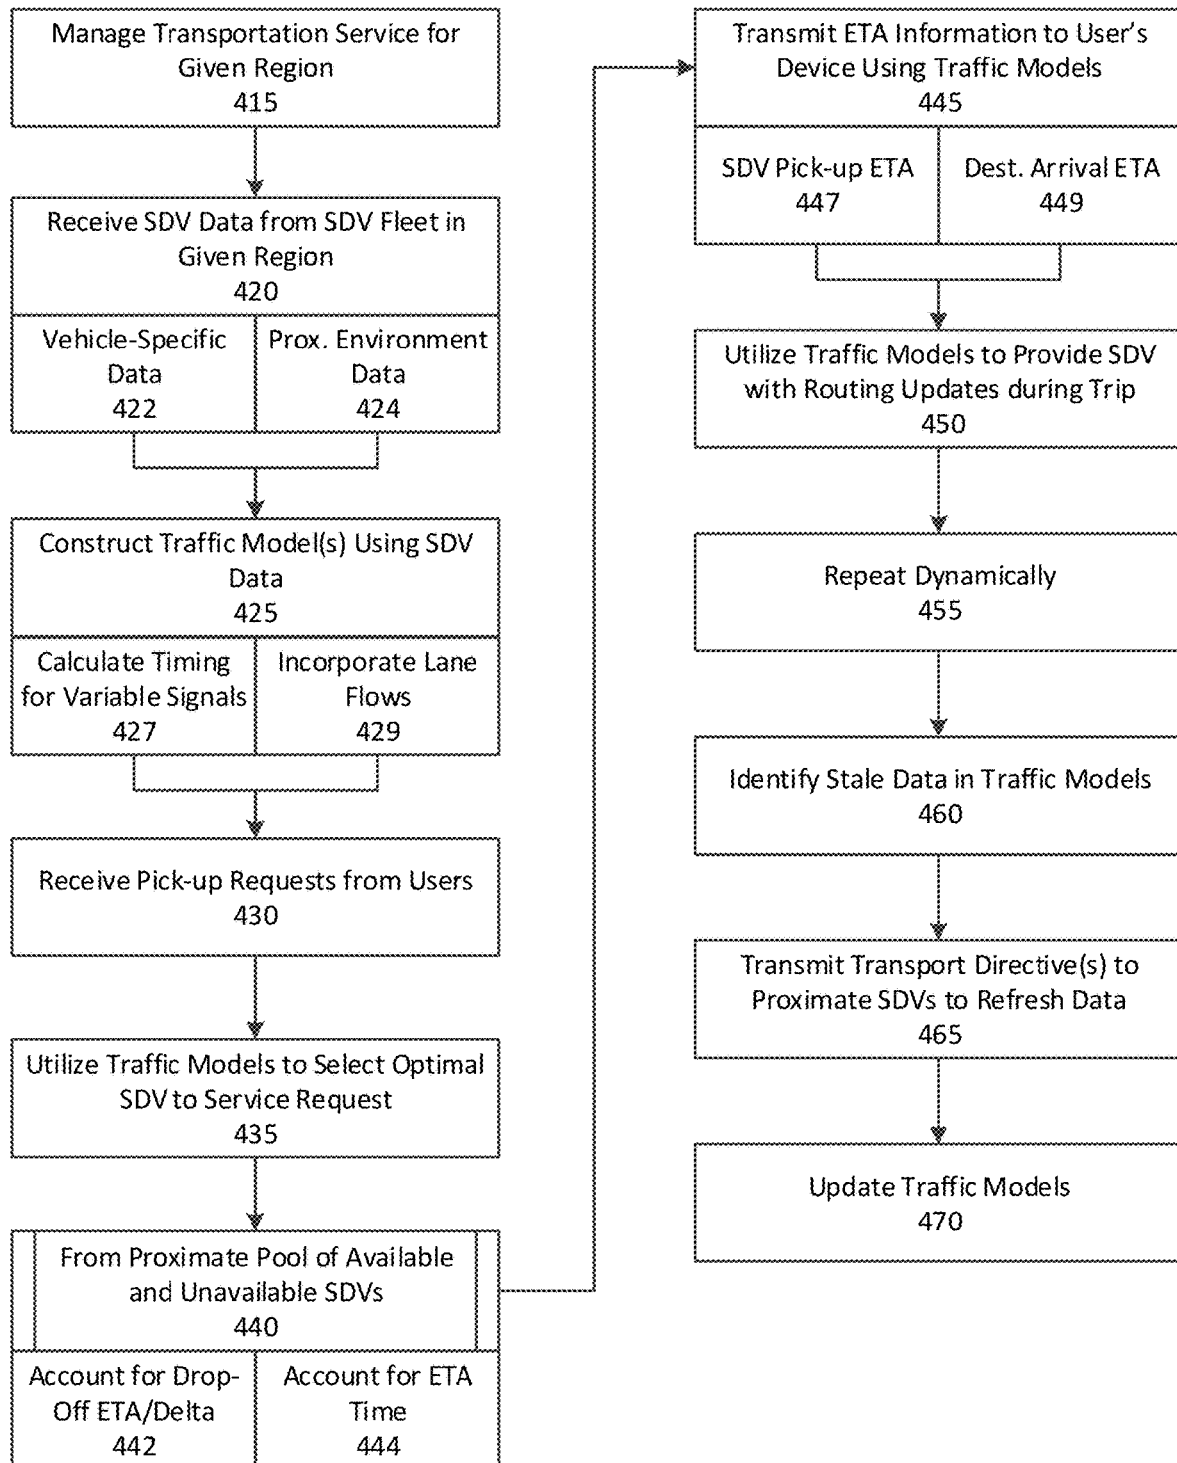 Manage Transportation Service for
Given Region
415
Receive SDV Data from SDV Fleet in
Given Region
420
Vehicle-Specific
Data
422
Prox. Environment
Data
424
Construct Traffic Model(s) Using SDV
Data
425
Calculate Timing
for Variable Signals
427
Incorporate Lane
Flows
429
Receive Pick-up Requests from Users
430
Utilize Traffic Models to Select Optimal
SDV to Service Request
435
From Proximate Pool of Available
and Unavailable SDVs
440
Account for Drop-
Off ETA/Delta
442
Account for ETA
Time
444
Transmit ETA Information to User's
Device Using Traffic Models
445
SDV Pick-up ETA
447
Dest. Arrival ETA
449
Utilize Traffic Models to Provide SDV
with Routing Updates during Trip
450
Repeat Dynamically
455
Identify Stale Data in Traffic Models
460
Transmit Transport Directive(s) to
Proximate SDVs to Refresh Data
465
Update Traffic Models
470